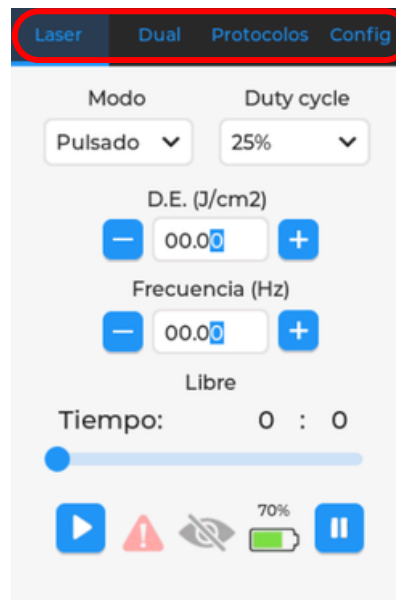 Laser Dual Protocolos Config
Modo Duty cycle
Pulsado 25%
D.E. (J/cm2)
00.00
Frecuencia (Hz)
00.00
Libre
Tiempo: 0 : 0
70%